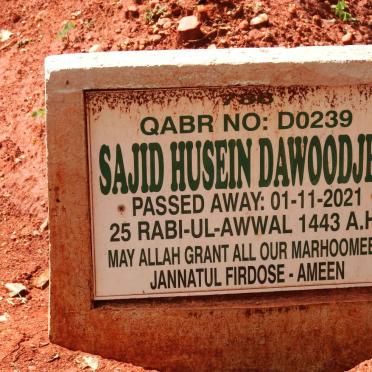 786
QABR NO: D0239
SAJID HUSEIN DAWOODJE
PASSED AWAY: 01-11-2021
25 RABI-UL-AWWAL 1443 A.H
MAY ALLAH GRANT ALL OUR MARHOOMEE
JANNATUL FIRDOSE - AMEEN